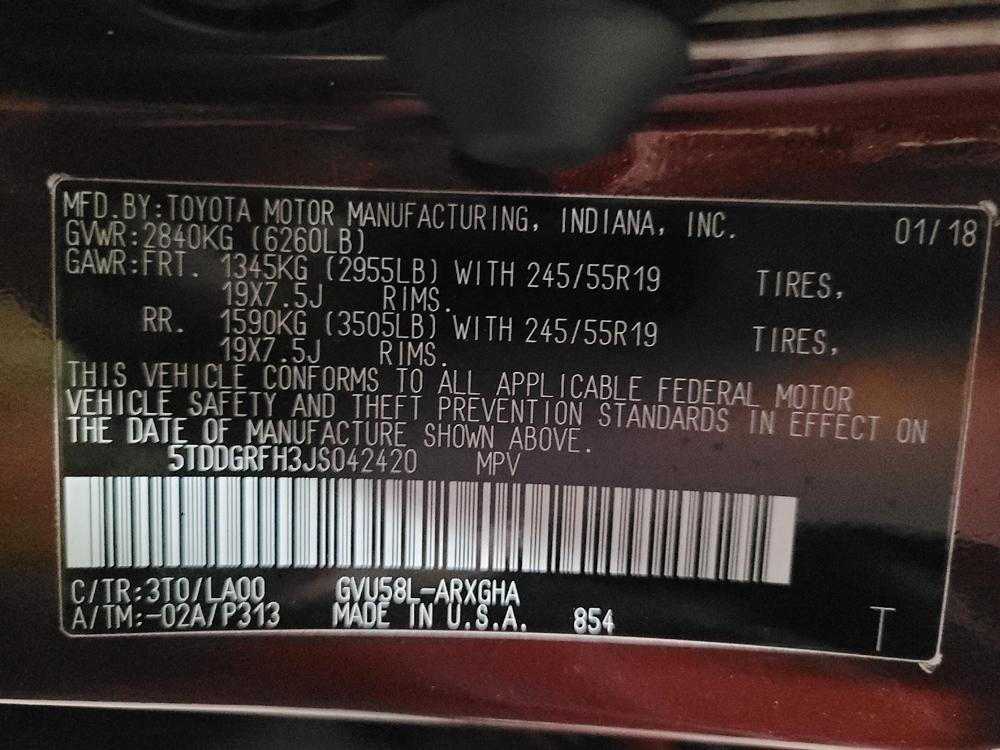 MFD.BY:TOYOTA MOTOR MANUFACTURING, INDIANA, INC. 01/18
GVWR:2840KG (6260LB)
GAWR:FRT. 1345KG (2955LB) WITH 245/55R19 TIRES,
19X7.5J RIMS.
RR. 1590KG (3505LB) WITH 245/55R19 TIRES,
19X7.5J RIMS.
THIS VEHICLE CONFORMS TO ALL APPLICABLE FEDERAL MOTOR
VEHICLE SAFETY AND THEFT PREVENTION STANDARDS IN EFFECT ON
THE DATE OF MANUFACTURE SHOWN ABOVE.
5TDDGRFH3JS042420 MPV
C/TR:3T0/LA00 GVU58L-ARXGHA
A/TM:-02A/P313 MADE IN U.S.A. 854
T